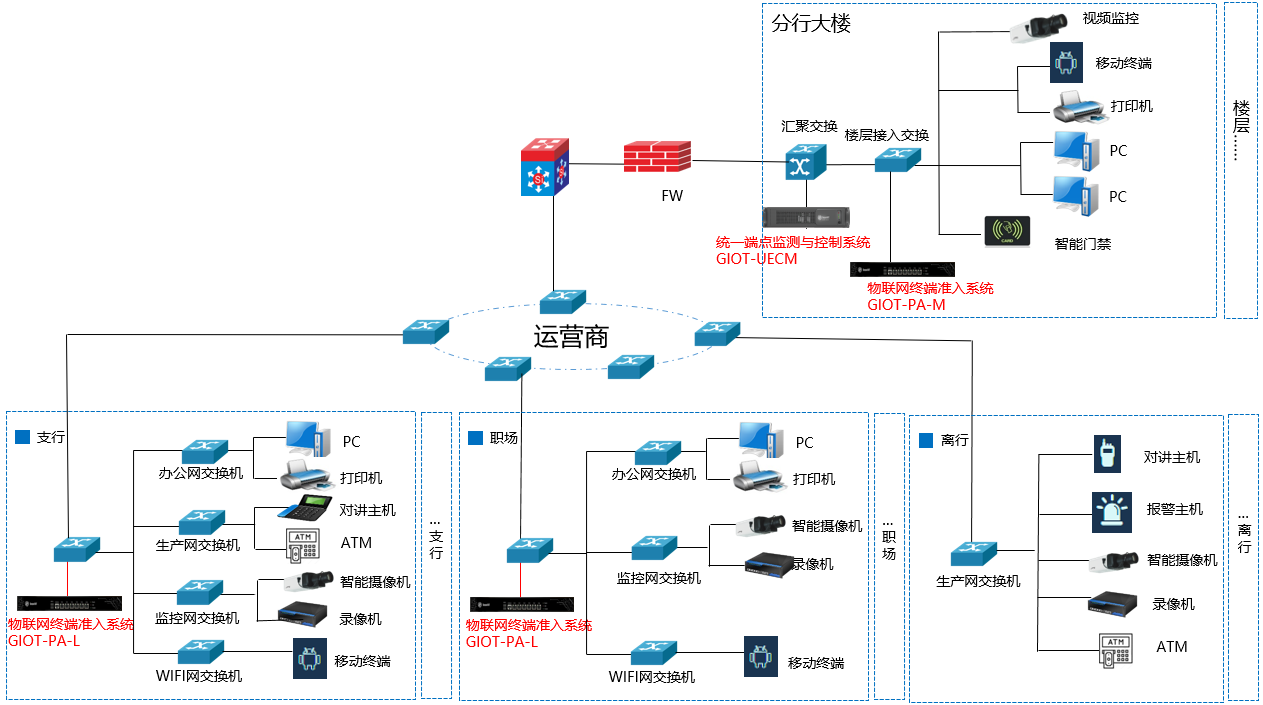 分行大楼
视频监控
移动终端
打印机
汇聚交换
楼层接入交换
PC
PC
智能门禁
FW
统一端点监测与控制系统
GIOT-UECM
物联网终端准入系统
GIOT-PA-M
楼层......
运营商
支行
PC
办公网交换机
打印机
对讲主机
生产网交换机
ATM
ATM
智能摄像机
监控网交换机
录像机
物联网终端准入系统
GIOT-PA-L
移动终端
WIFI网交换机
...支行
职场
PC
办公网交换机
打印机
智能摄像机
录像机
监控网交换机
物联网终端准入系统
GIOT-PA-L
移动终端
WIFI网交换机
...职场
离行
对讲主机
报警主机
智能摄像机
生产网交换机
录像机
ATM
ATM
...离行
CARD